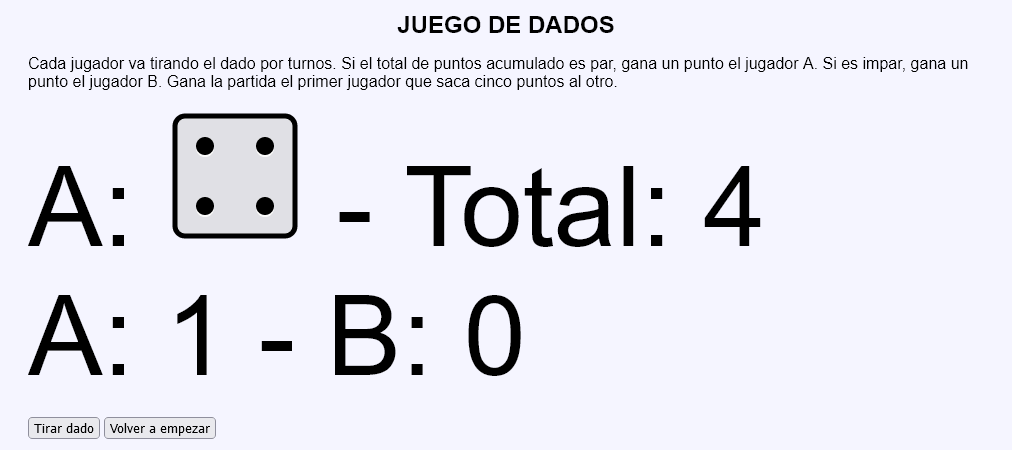 JUEGO DE DADOS
Cada jugador va tirando el dado por turnos. Si el total de puntos acumulado es par, gana un punto el jugador A. Si es impar, gana un
punto el jugador B. Gana la partida el primer jugador que saca cinco puntos al otro.
A: - Total: 4
A: 1 - B: 0
Tirar dado Volver a empezar